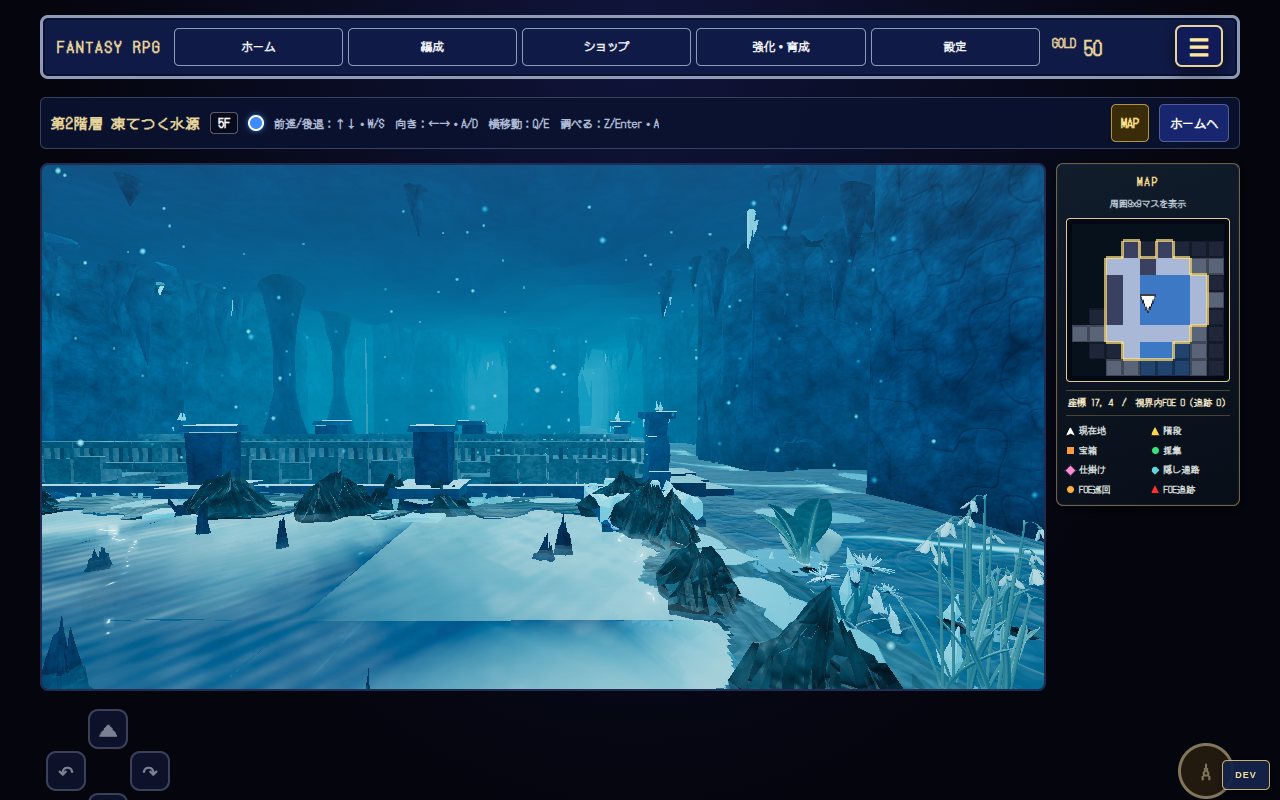 FANTASY RPG ホーム 編成 ショップ 強化・育成 設定 GOLD 50
第2階層 凍てつく水源 5F 前進/後退：↑↓・W/S 向き：←→・A/D 横移動：Q/E 調べる：Z/Enter・A MAP ホームへ
MAP
周囲9x9マスを表示
座標 17, 4 / 視界内FOE 0（追跡 0）
現在地 階段
宝箱 採集
仕掛け 隠し通路
FOE巡回 FOE追跡
A DEV